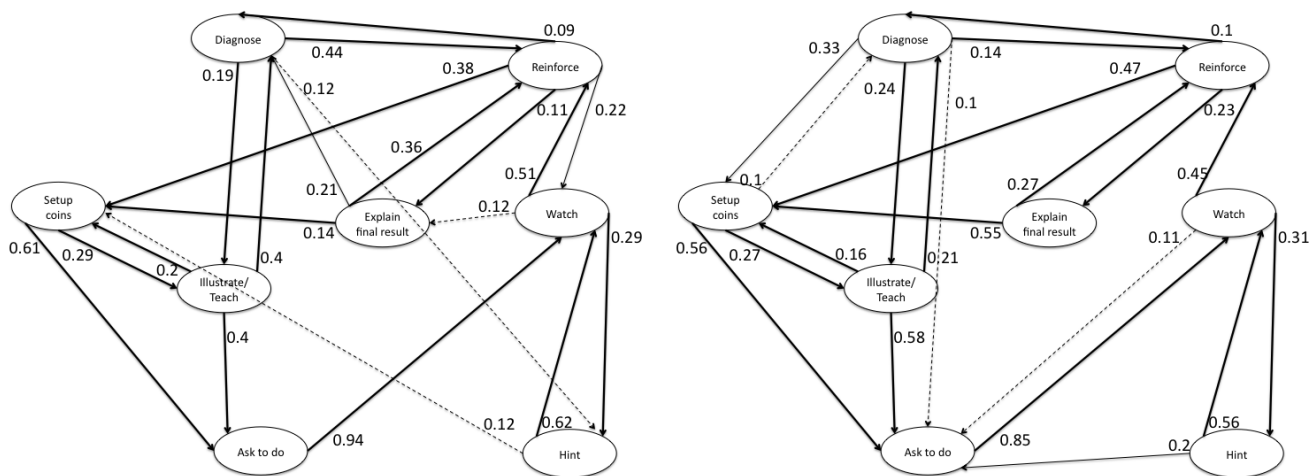 Diagnose
0.09
0.44
Reinforce
0.19
0.12
0.38
0.22
0.11
0.36
0.51
Setup
coins
0.21
Explain
final result
0.12
Watch
0.14
0.61
0.29
0.2
0.4
0.29
Illustrate/
Teach
0.4
0.94
0.12
0.62
Ask to do
Hint
Diagnose
0.1
0.33
0.14
Reinforce
0.24
0.1
0.47
0.23
0.1
0.45
Setup
coins
0.27
Explain
final result
Watch
0.55
0.11
0.31
0.56
0.27
0.16
0.21
Illustrate/
Teach
0.58
0.85
0.56
0.2
Ask to do
Hint